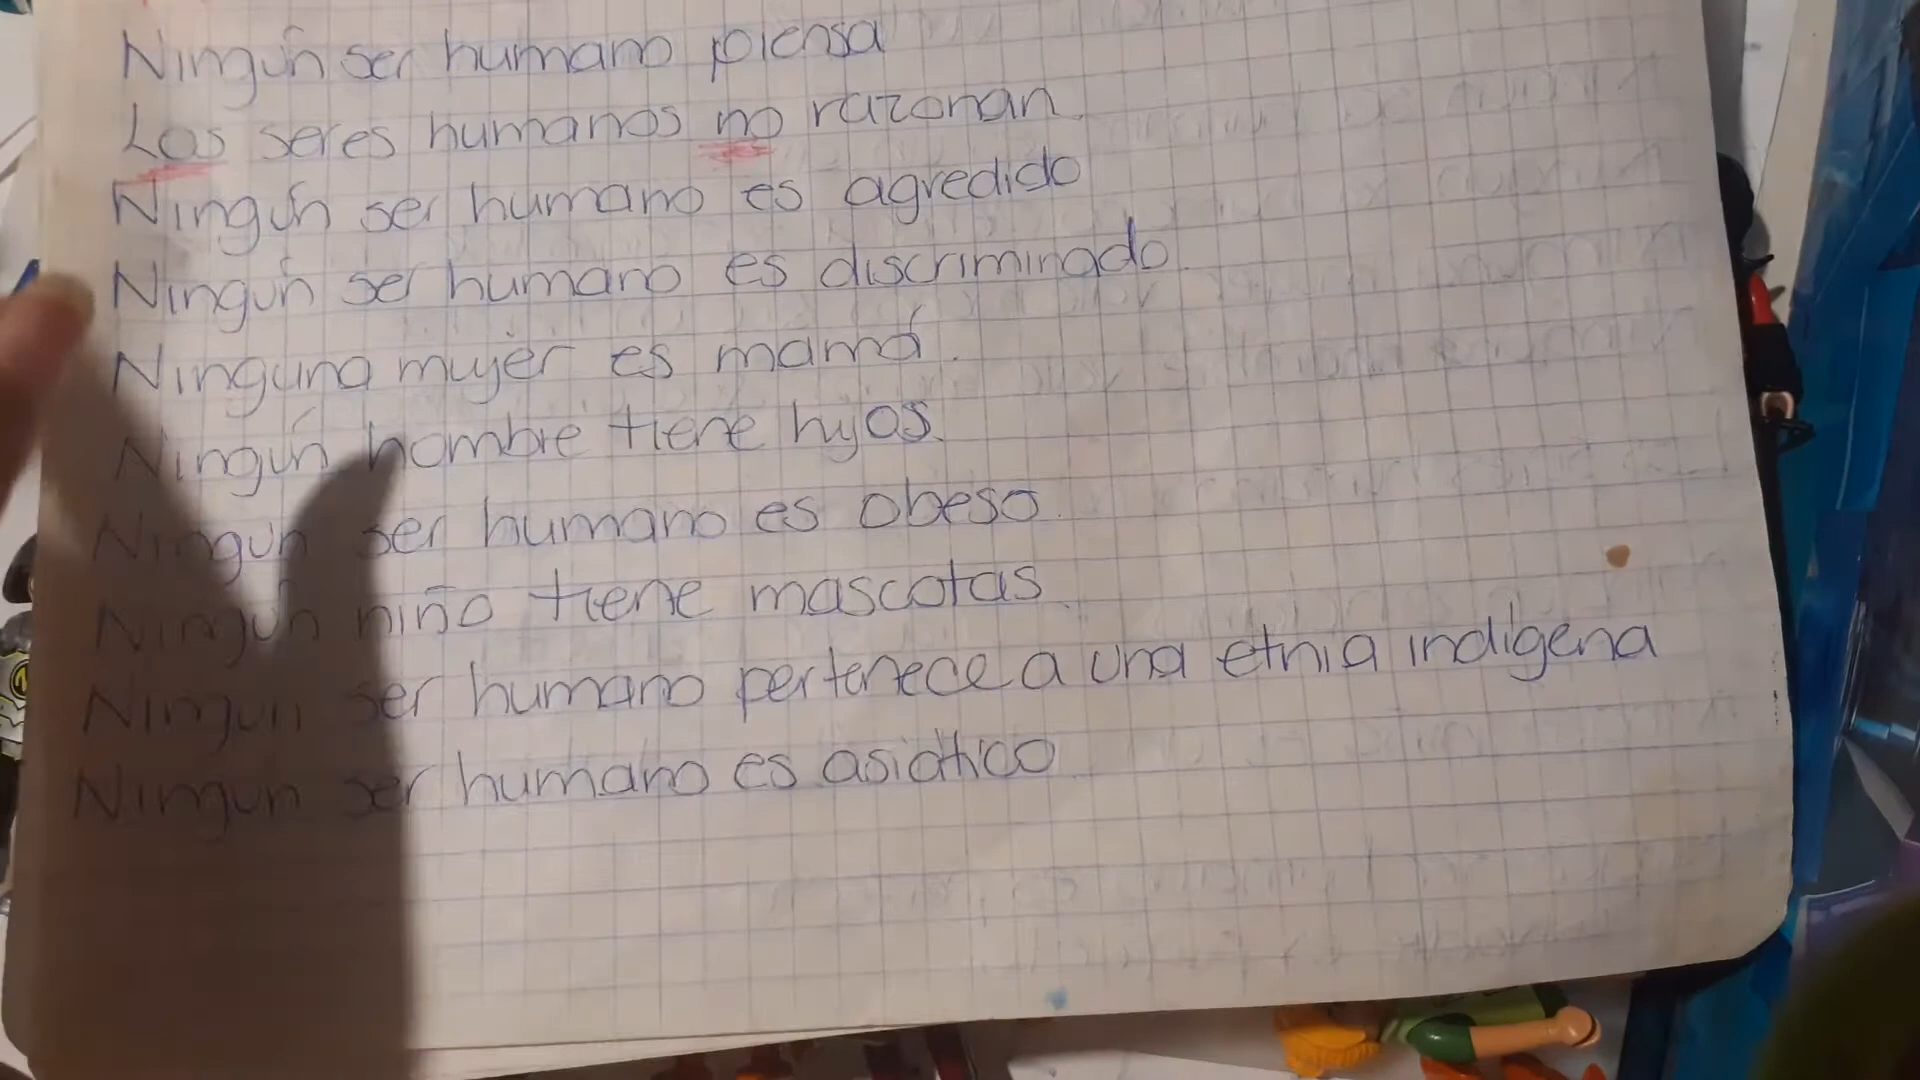 Ningún ser humano piensa
Los seres humanos no razonan.
Ningún ser humano es agredido
Ningún ser humano es discriminado.
Ninguna mujer es mamá.
Ningún hombre tiene hijos.
Ningún ser humano es obeso.
Ningún niño tiene mascotas.
Ningun ser humano pertenece a una etnia indígena
Ningun ser humano es asiático